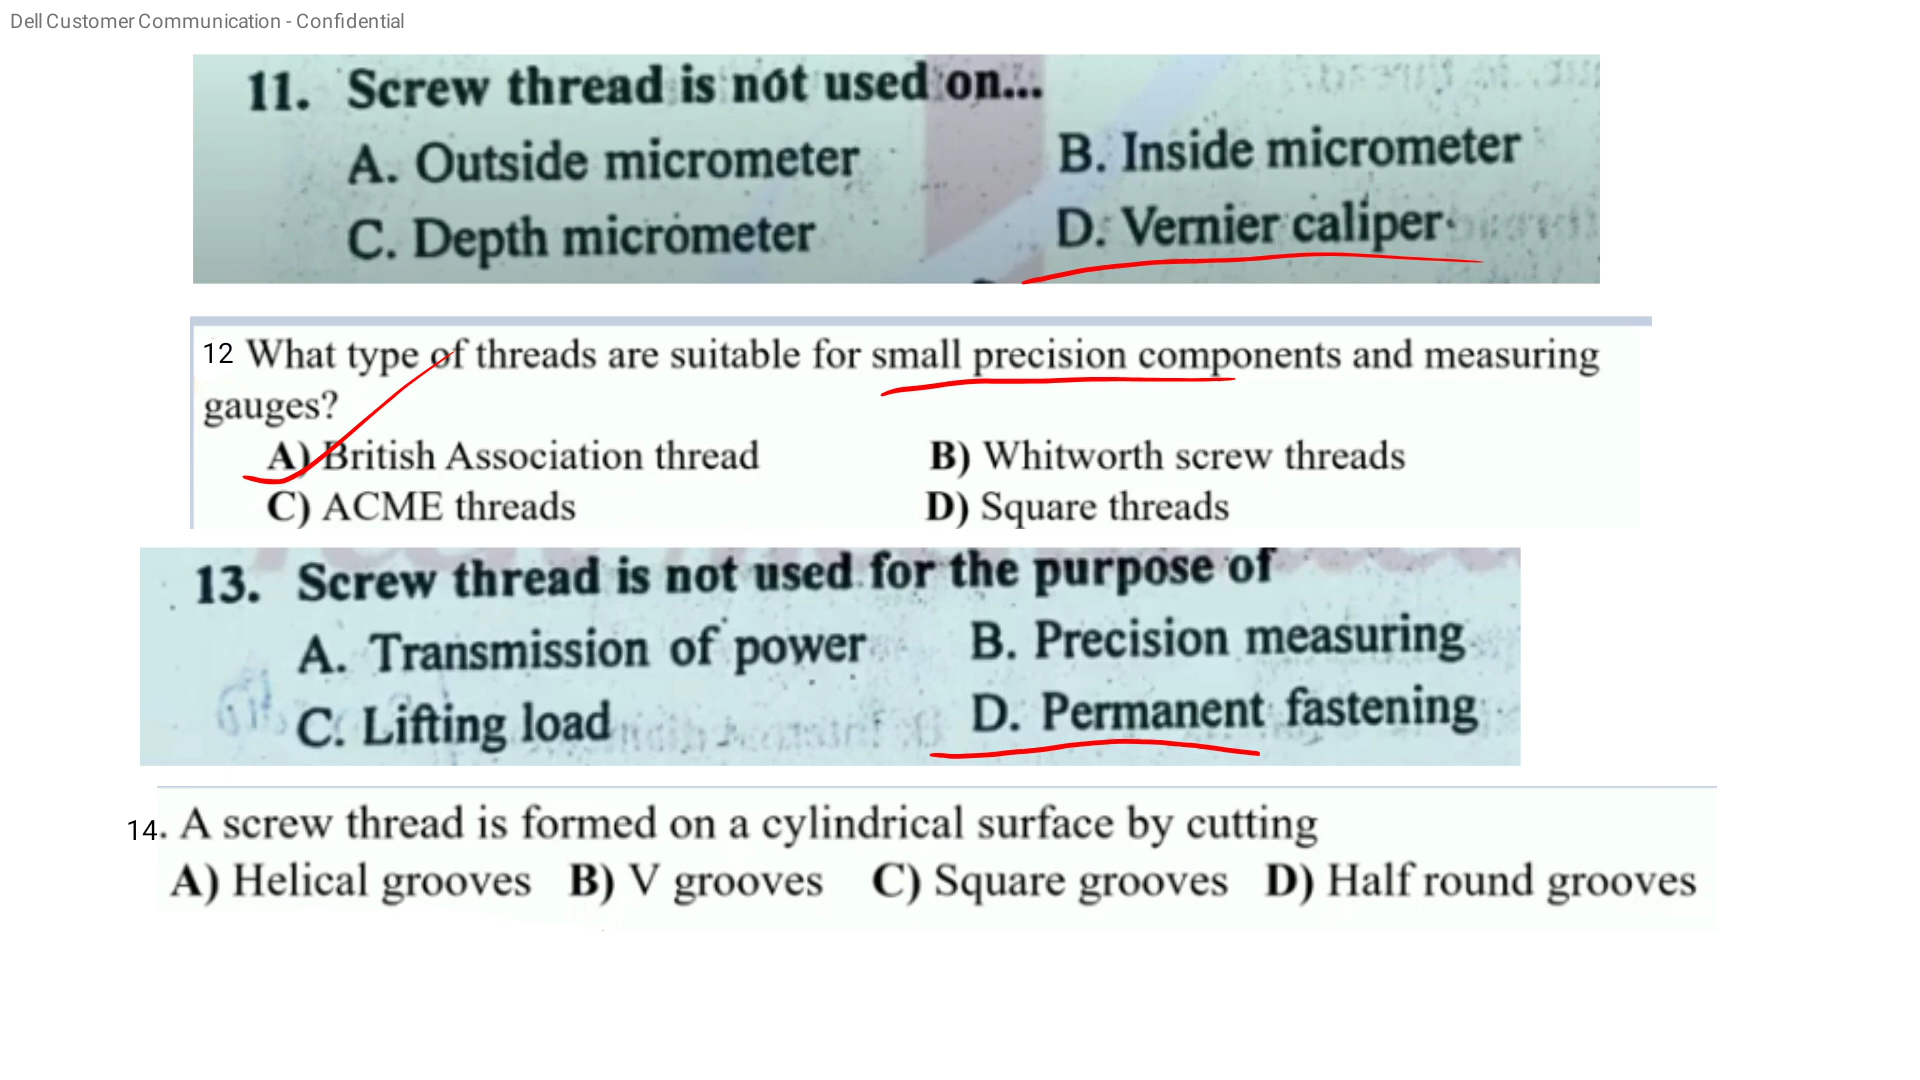 Dell Customer Communication - Confidential
11. Screw thread is not used on...
A. Outside micrometer B. Inside micrometer
C. Depth micrometer D. Vernier caliper
12 What type of threads are suitable for small precision components and measuring
gauges?
A) British Association thread B) Whitworth screw threads
C) ACME threads D) Square threads
13. Screw thread is not used for the purpose of
A. Transmission of power B. Precision measuring
C. Lifting load D. Permanent fastening
14. A screw thread is formed on a cylindrical surface by cutting
A) Helical grooves B) V grooves C) Square grooves D) Half round grooves